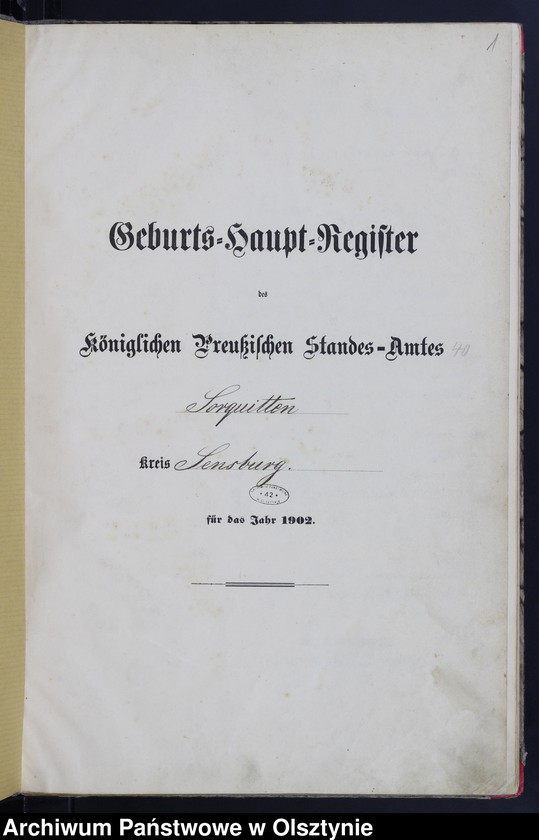 1
Geburts-Haupt-Register
des
Königlichen Preußischen Standes-Amtes 40
Sorquitten
Kreis Sensburg.
42
für das Jahr 1902.
Archiwum Państwowe w Olsztynie